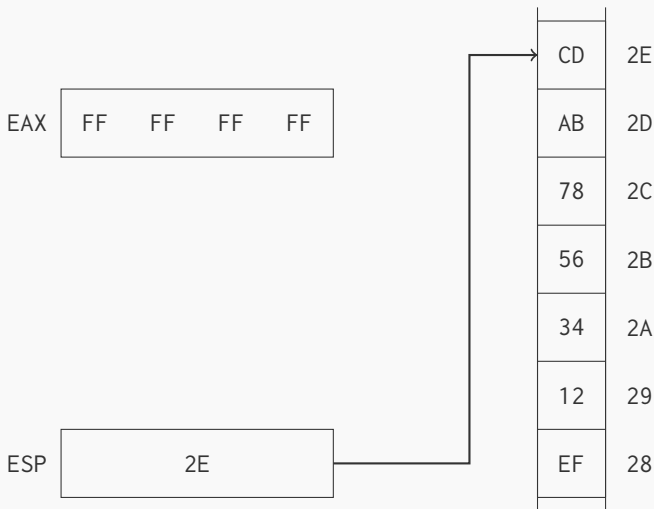 CD 2E
EAX FF FF FF FF AB 2D
78 2C
56 2B
34 2A
12 29
ESP 2E EF 28